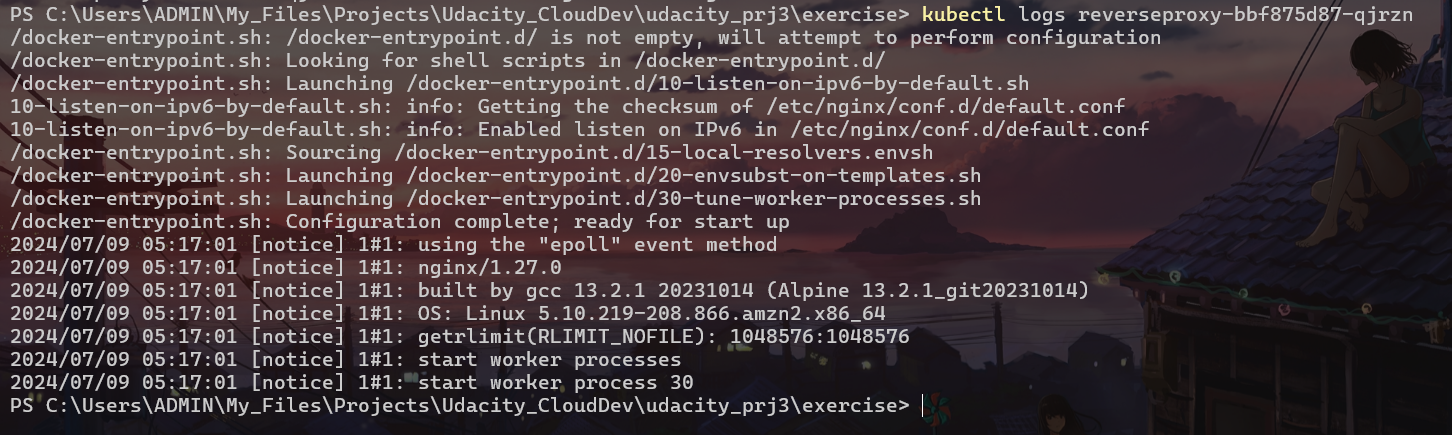 PS C:\Users\ADMIN\My_Files\Projects\Udacity_CloudDev\udacity_prj3\exercise> kubectl logs reverseproxy-bbf875d87-qjrzn
/docker-entrypoint.sh: /docker-entrypoint.d/ is not empty, will attempt to perform configuration
/docker-entrypoint.sh: Looking for shell scripts in /docker-entrypoint.d/
/docker-entrypoint.sh: Launching /docker-entrypoint.d/10-listen-on-ipv6-by-default.sh
10-listen-on-ipv6-by-default.sh: info: Getting the checksum of /etc/nginx/conf.d/default.conf
10-listen-on-ipv6-by-default.sh: info: Enabled listen on IPv6 in /etc/nginx/conf.d/default.conf
/docker-entrypoint.sh: Sourcing /docker-entrypoint.d/15-local-resolvers.envsh
/docker-entrypoint.sh: Launching /docker-entrypoint.d/20-envsubst-on-templates.sh
/docker-entrypoint.sh: Launching /docker-entrypoint.d/30-tune-worker-processes.sh
/docker-entrypoint.sh: Configuration complete; ready for start up
2024/07/09 05:17:01 [notice] 1#1: using the "epoll" event method
2024/07/09 05:17:01 [notice] 1#1: nginx/1.27.0
2024/07/09 05:17:01 [notice] 1#1: built by gcc 13.2.1 20231014 (Alpine 13.2.1_git20231014)
2024/07/09 05:17:01 [notice] 1#1: OS: Linux 5.10.219-208.866.amzn2.x86_64
2024/07/09 05:17:01 [notice] 1#1: getrlimit(RLIMIT_NOFILE): 1048576:1048576
2024/07/09 05:17:01 [notice] 1#1: start worker processes
2024/07/09 05:17:01 [notice] 1#1: start worker process 30
PS C:\Users\ADMIN\My_Files\Projects\Udacity_CloudDev\udacity_prj3\exercise>